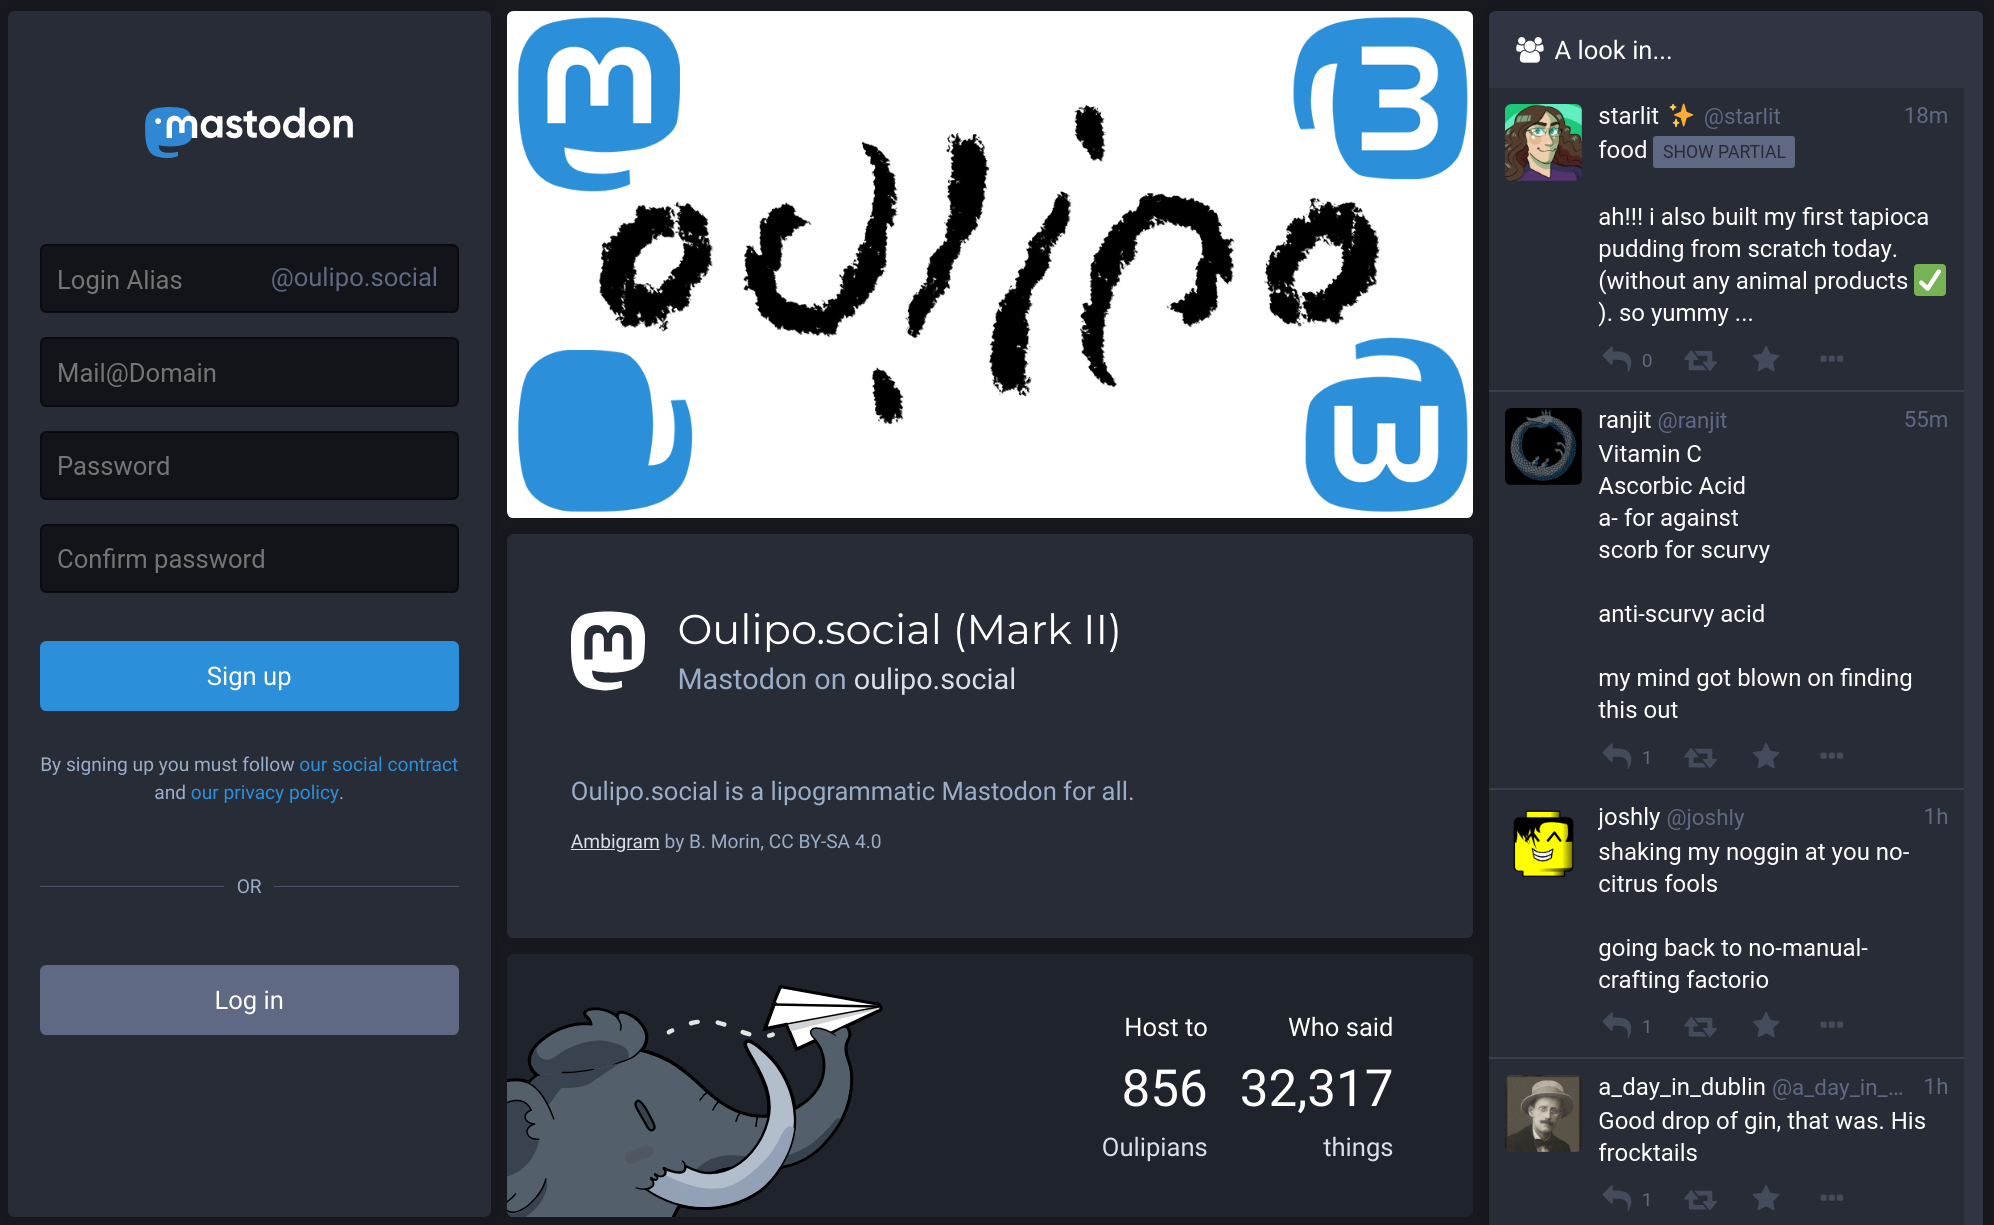 mastodon
Login Alias @oulipo.social
Mail@Domain
Password
Confirm password
Sign up
By signing up you must follow our social contract
and our privacy policy.
OR
Log in
oulipo
Oulipo.social (Mark II)
Mastodon on oulipo.social
Oulipo.social is a lipogrammatic Mastodon for all.
Ambigram by B. Morin, CC BY-SA 4.0
Host to
856
Oulipians
Who said
32,317
things
A look in...
starlit ✨ @starlit 18m
food SHOW PARTIAL
ah!!! i also built my first tapioca
pudding from scratch today.
(without any animal products ✅
). so yummy ...
0
ranjit @ranjit 55m
Vitamin C
Ascorbic Acid
a- for against
scorb for scurvy
anti-scurvy acid
my mind got blown on finding
this out
1
joshly @joshly 1h
shaking my noggin at you no-
citrus fools
going back to no-manual-
crafting factorio
1
a_day_in_dublin @a_day_in_... 1h
Good drop of gin, that was. His
frocktails
1